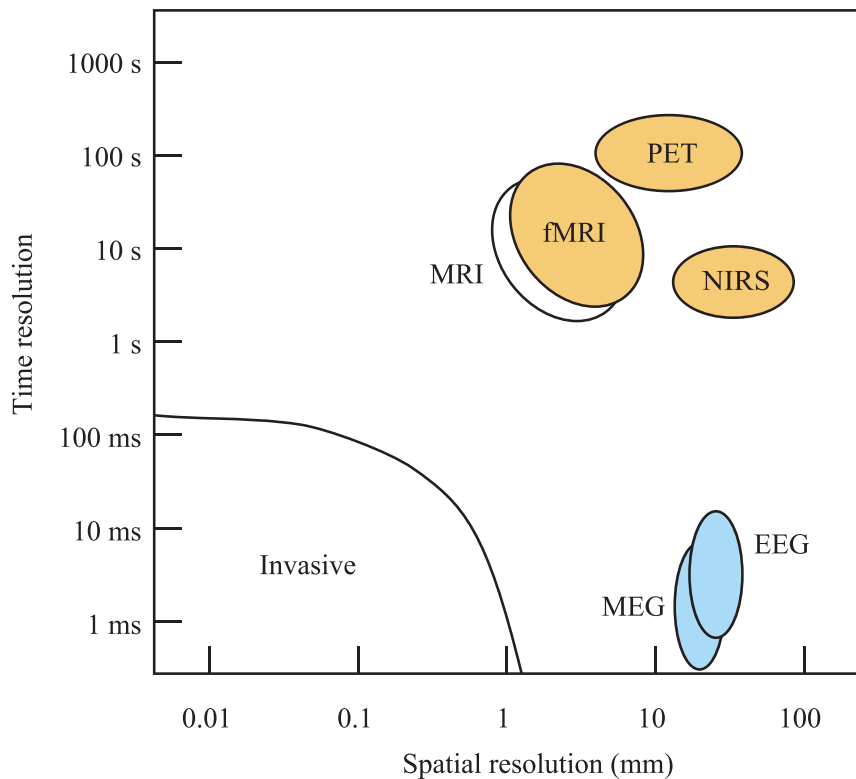 1000 s
100 s
10 s
1 s
100 ms
10 ms
1 ms
Time resolution
PET
fMRI
MRI
NIRS
Invasive
EEG
MEG
0.01
0.1
1
10
100
Spatial resolution (mm)